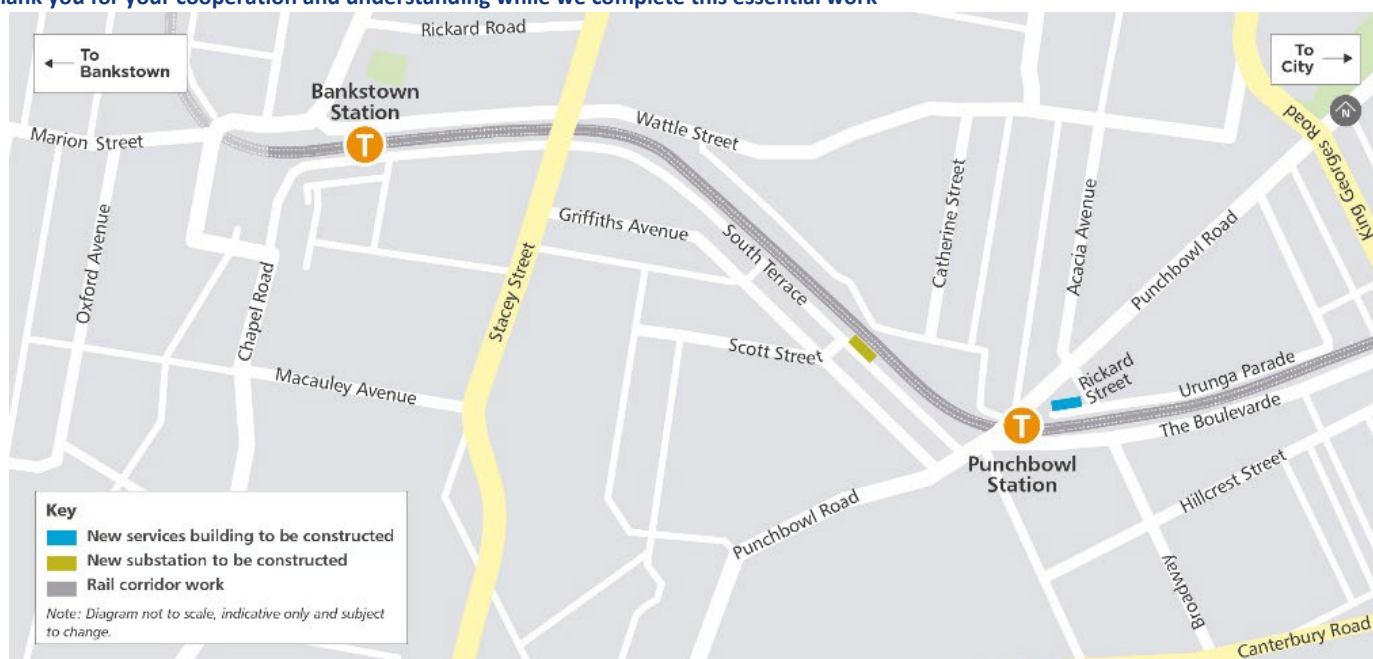 hank you for your cooperation and understanding while we complete this essential work
To
Bankstown
Rickard Road
To
City
Bankstown
Station
T
N
Marion Street
Wattle Street
King Georges Road
Oxford Avenue
Chapel Road
Stacey Street
Griffiths Avenue
South Terrace
Catherine Street
Acacia Avenue
Punchbowl Road
Scott Street
Macauley Avenue
Rickard
Street
Urunga Parade
The Boulevarde
T
Punchbowl
Station
Hillcrest Street
Punchbowl Road
Broadway
Canterbury Road
Key
New services building to be constructed
New substation to be constructed
Rail corridor work
Note: Diagram not to scale, indicative only and subject
to change.